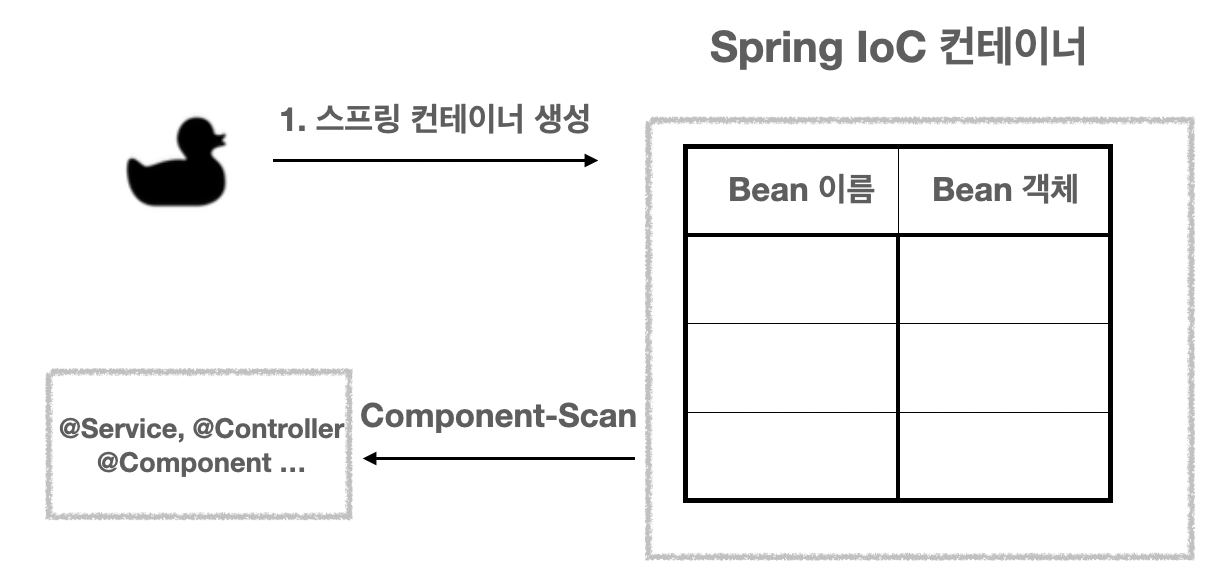 Spring IoC 컨테이너
1. 스프링 컨테이너 생성
Bean 이름
Bean 객체
Component-Scan
@Service, @Controller
@Component ...